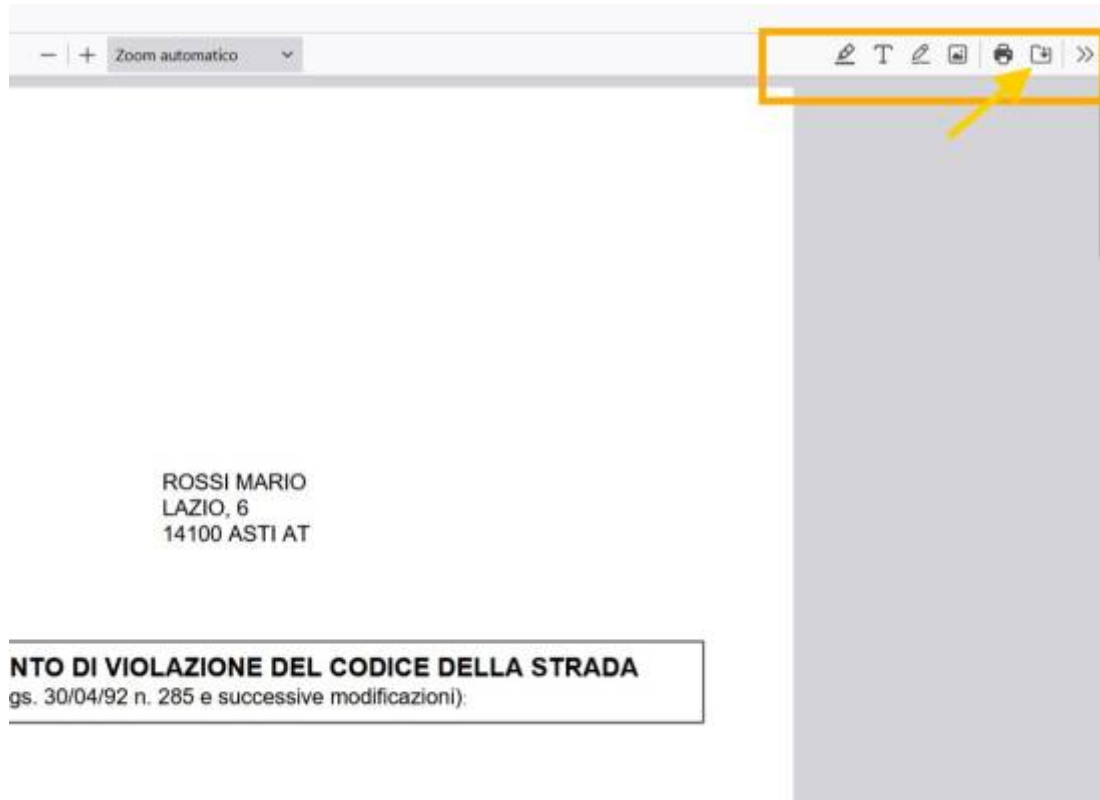 Zoom automatico
ROSSI MARIO
LAZIO, 6
14100 ASTI AT
NTO DI VIOLAZIONE DEL CODICE DELLA STRADA
gs. 30/04/92 n. 285 e successive modificazioni):